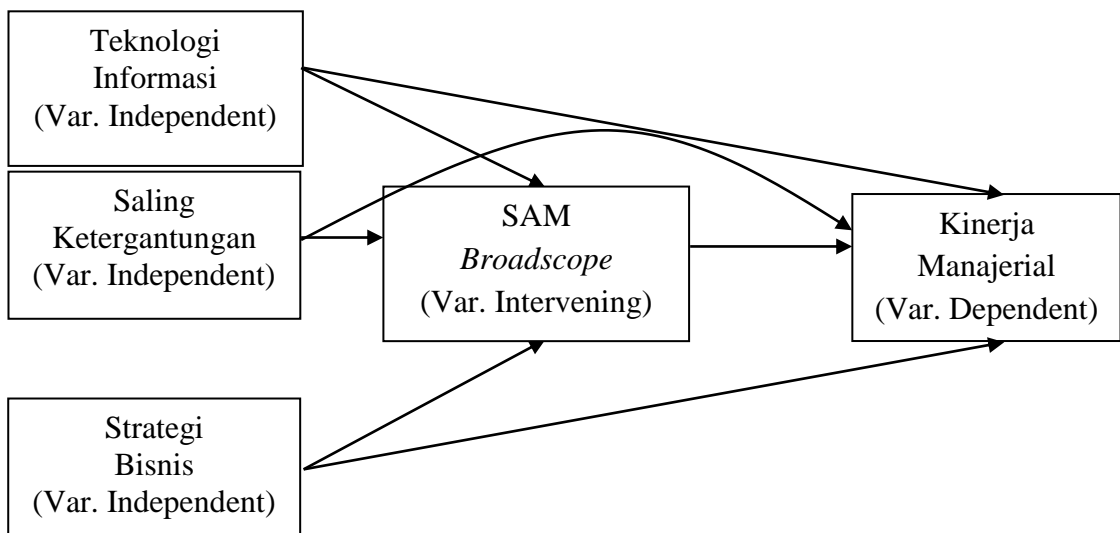 Teknologi
Informasi
(Var. Independent)
Saling
Ketergantungan
(Var. Independent)
SAM
Broadscope
(Var. Intervening)
Kinerja
Manajerial
(Var. Dependent)
Strategi
Bisnis
(Var. Independent)